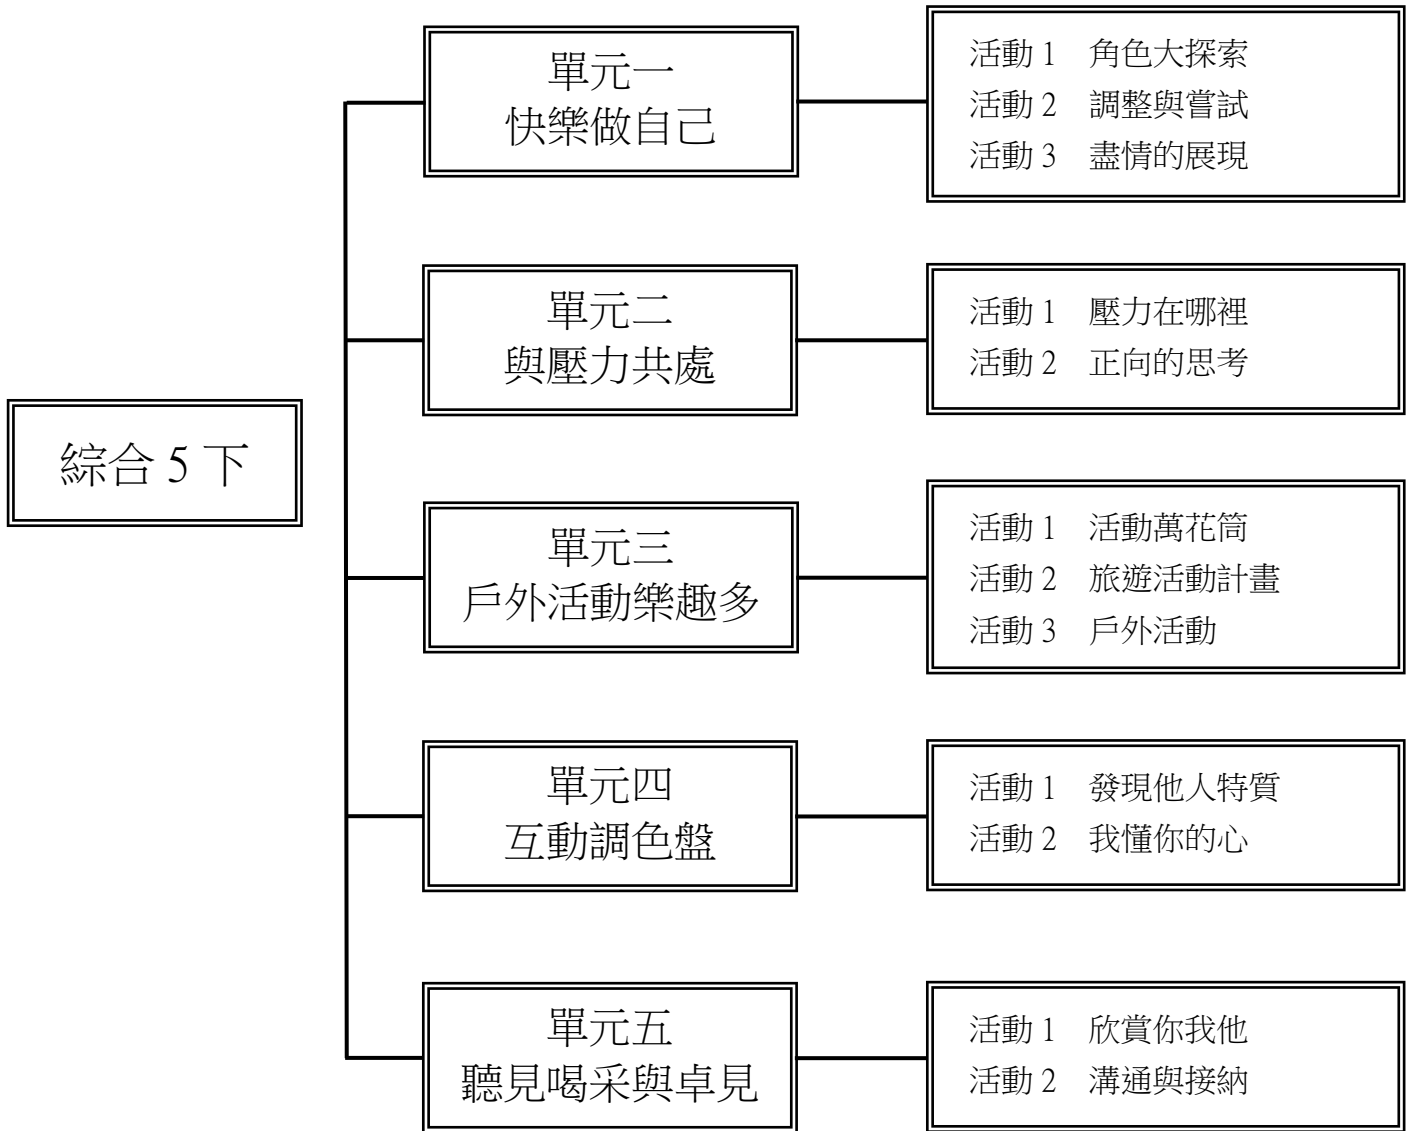 綜合 5 下
單元一
快樂做自己
活動 1 角色大探索
活動 2 調整與嘗試
活動 3 盡情的展現
單元二
與壓力共處
活動 1 壓力在哪裡
活動 2 正向的思考
單元三
戶外活動樂趣多
活動 1 活動萬花筒
活動 2 旅遊活動計畫
活動 3 戶外活動
單元四
互動調色盤
活動 1 發現他人特質
活動 2 我懂你的心
單元五
聽見喝采與卓見
活動 1 欣賞你我他
活動 2 溝通與接納